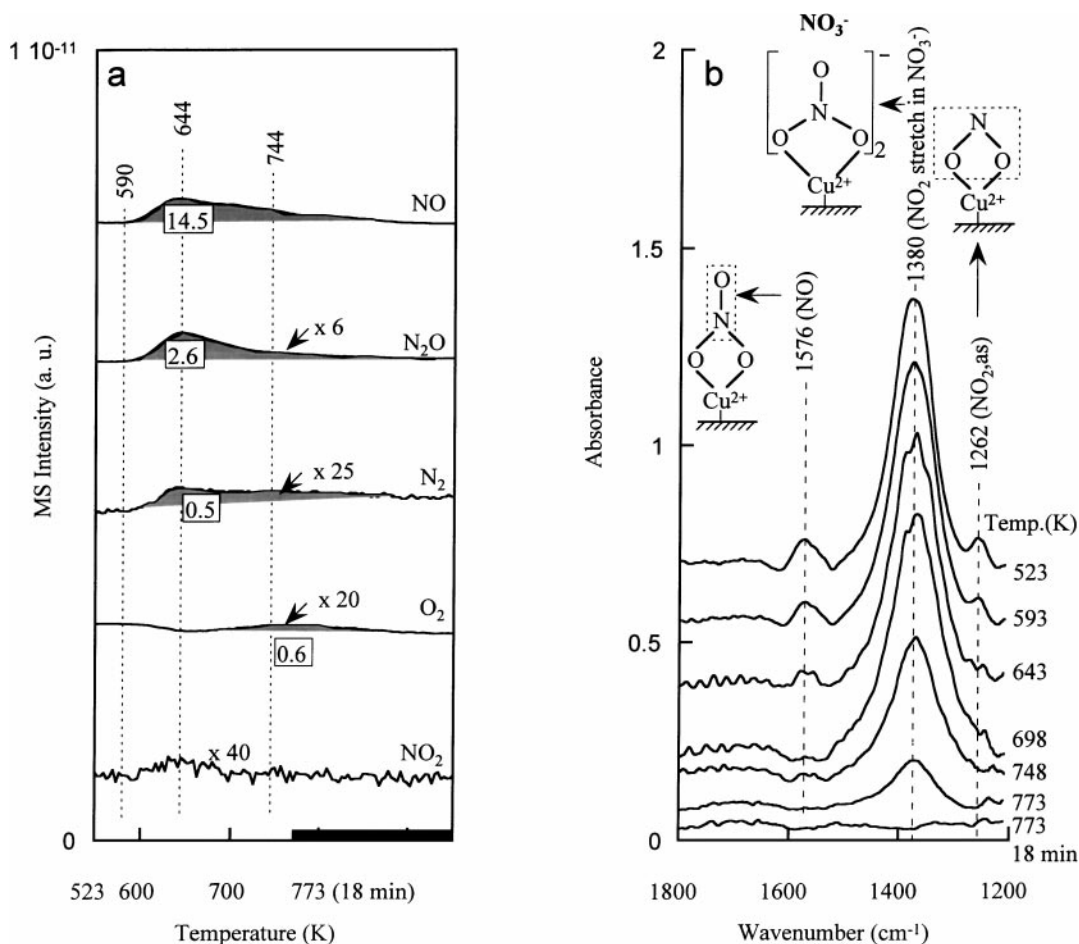 1 10⁻¹¹
a
590
644
744
NO
14.5
x 6
N₂O
2.6
x 25
N₂
0.5
x 20
O₂
0.6
x 40
NO₂
0
MS Intensity (a. u.)
523 600 700 773 (18 min)
Temperature (K)
b
2
1.5
1
0.5
0
Absorbance
NO₃⁻
O
N
O O
Cu²⁺
−
2
N
O O
Cu²⁺
O
N
O O
Cu²⁺
1576 (NO)
1380 (NO₂ stretch in NO₃⁻)
1262 (NO₂,as)
Temp.(K)
523
593
643
698
748
773
773
18 min
1800 1600 1400 1200
Wavenumber (cm⁻¹)